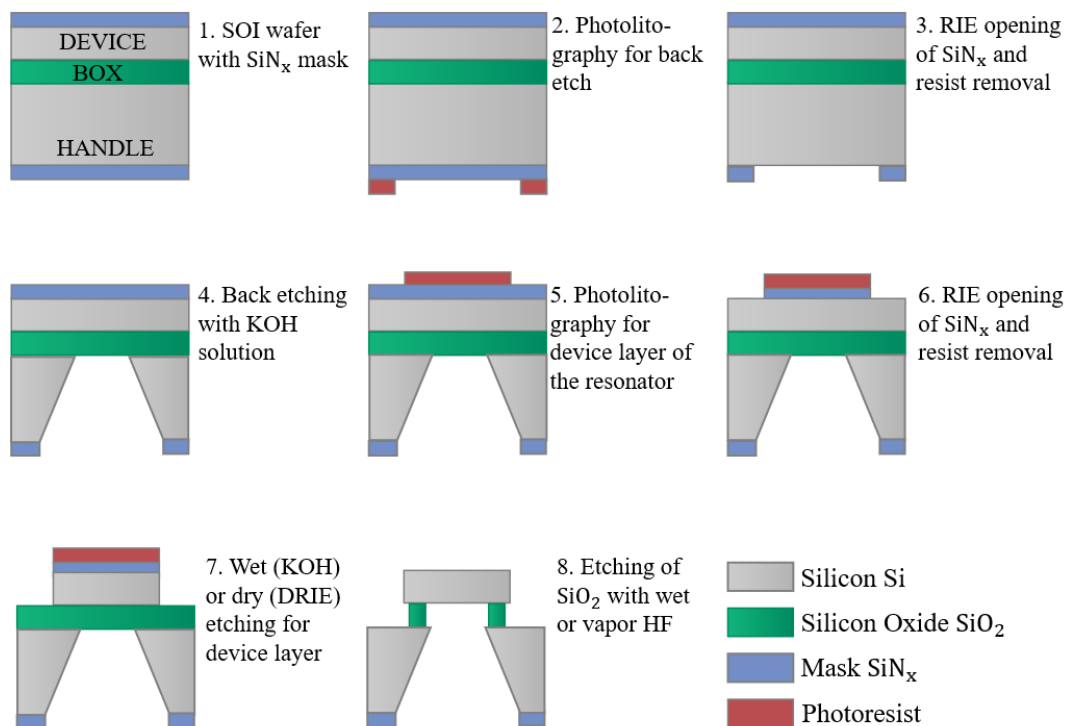 DEVICE
BOX
HANDLE
1. SOI wafer
with SiNₓ mask
2. Photolito-
graphy for back
etch
3. RIE opening
of SiNₓ and
resist removal
4. Back etching
with KOH
solution
5. Photolito-
graphy for
device layer of
the resonator
6. RIE opening
of SiNₓ and
resist removal
7. Wet (KOH)
or dry (DRIE)
etching for
device layer
8. Etching of
SiO₂ with wet
or vapor HF
Silicon Si
Silicon Oxide SiO₂
Mask SiNₓ
Photoresist